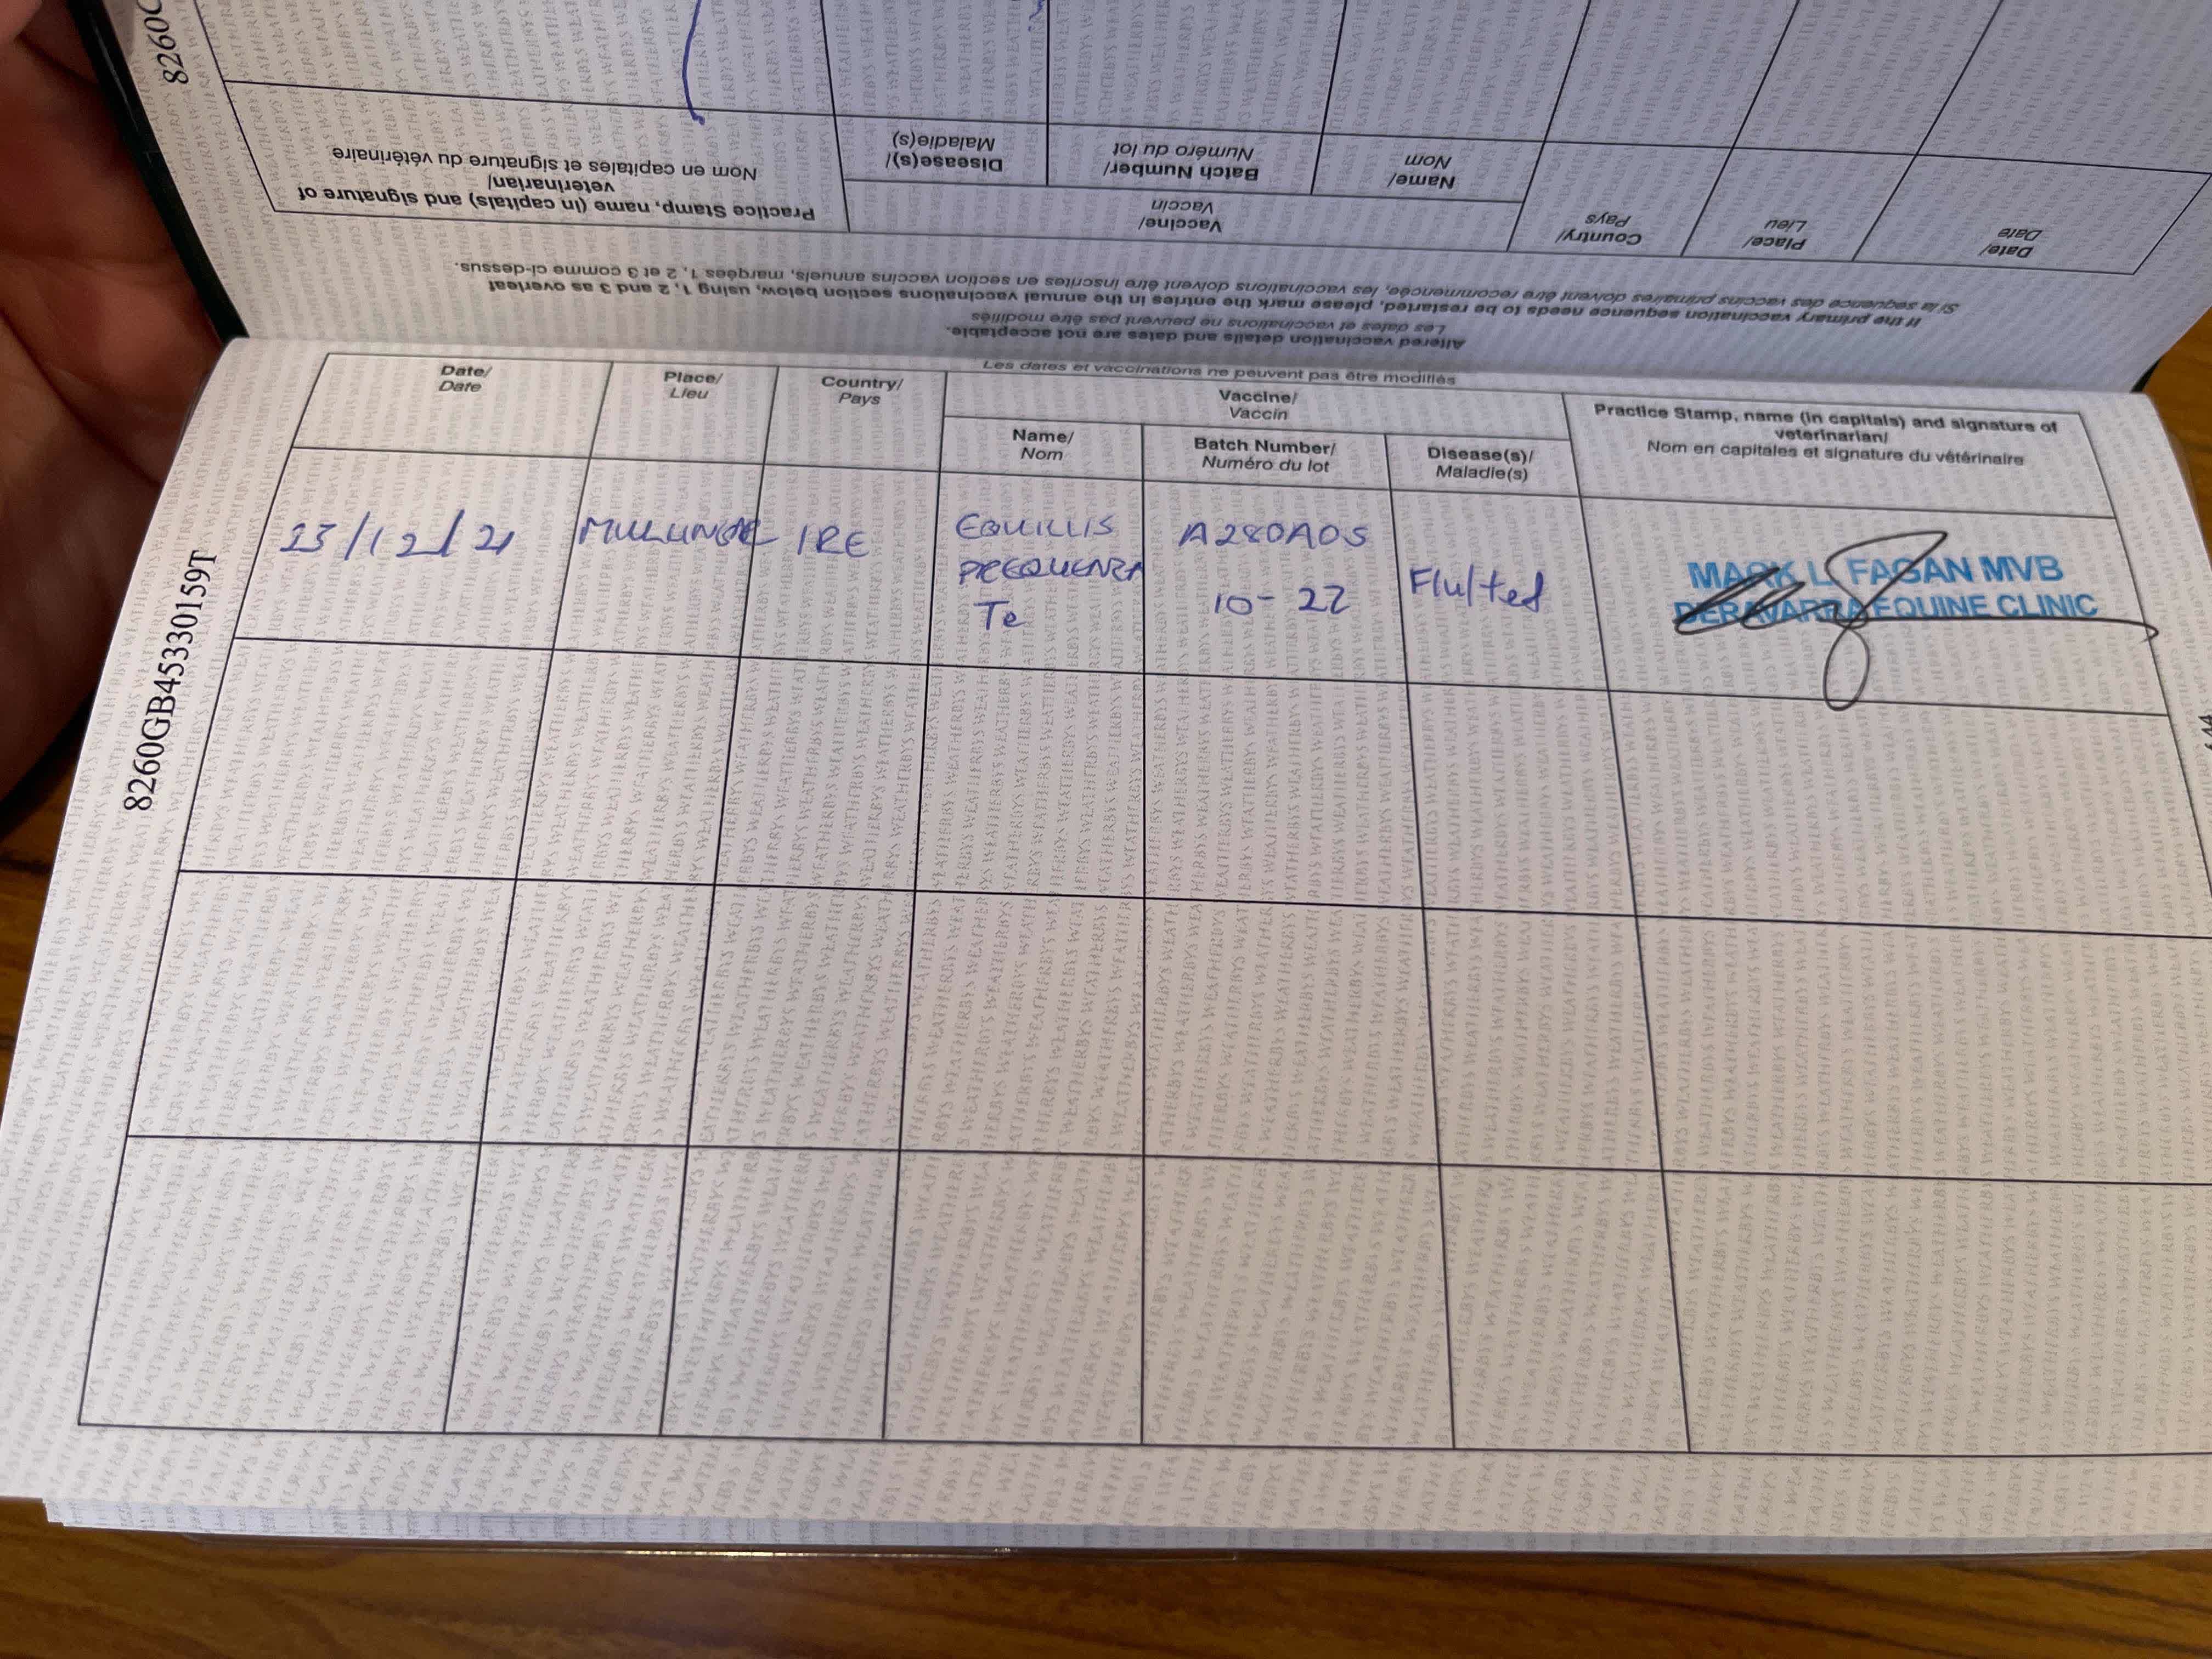 8260G
Practice Stamp, name (in capitals) and signature of
veterinarian/
Nom en capitales et signature du vétérinaire
Vaccine/
Vaccin
Disease(s)/
Maladie(s)
Batch Number/
Numéro du lot
Name/
Nom
Country/
Pays
Place/
Lieu
Date/
Date
If the primary vaccination sequence needs to be restarted, please mark the entries in the annual vaccinations section below, using 1, 2 and 3 as overleaf
Si la séquence des vaccins primaires doivent être recommencée, les vaccinations doivent être inscrites en section vaccins annuels, marquées 1, 2 et 3 comme ci-dessus.
Altered vaccination details and dates are not acceptable.
Les dates et vaccinations ne peuvent pas être modifiés
Les dates et vaccinations ne peuvent pas être modifiés
Date/
Date
Place/
Lieu
Country/
Pays
Vaccine/
Vaccin
Name/
Nom
Batch Number/
Numéro du lot
Disease(s)/
Maladie(s)
Practice Stamp, name (in capitals) and signature of
veterinarian/
Nom en capitales et signature du vétérinaire
23/12/21
MULLINGAR
IRE
EQUILLIS
PREQUENZA
Te
A280A05
10-22
Flu/tet
MARK L FAGAN MVB
DERAVARRA EQUINE CLINIC
8260GB453330159T